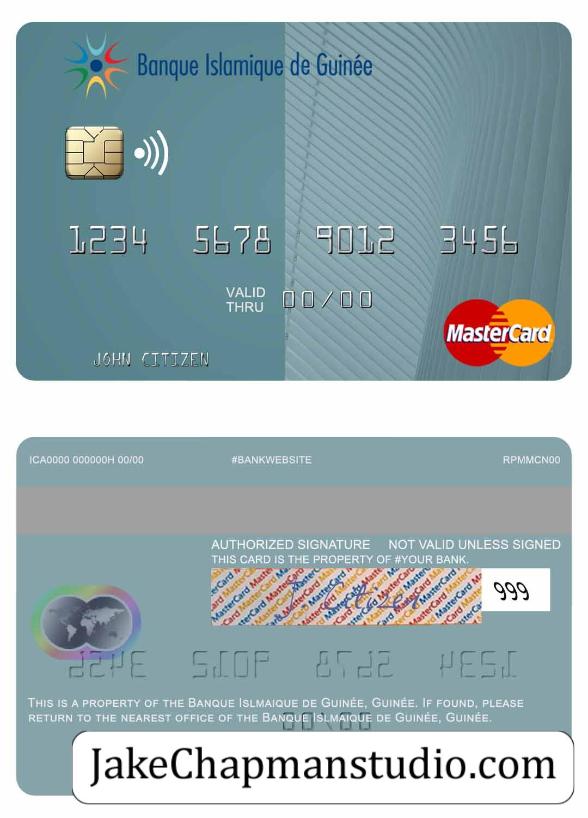 Banque Islamique de Guinée
1234 5678 9012 3456
VALID
THRU 00/00
MasterCard
JOHN CITIZEN
ICA0000 000000H 00/00 #BANKWEBSITE RPMMCN00
AUTHORIZED SIGNATURE NOT VALID UNLESS SIGNED
THIS CARD IS THE PROPERTY OF #YOUR BANK.
J. Citizen 999
THIS IS A PROPERTY OF THE BANQUE ISLMAIQUE DE GUINÉE, GUINÉE. IF FOUND, PLEASE
RETURN TO THE NEAREST OFFICE OF THE BANQUE ISLMAIQUE DE GUINÉE, GUINÉE.
JakeChapmanstudio.com